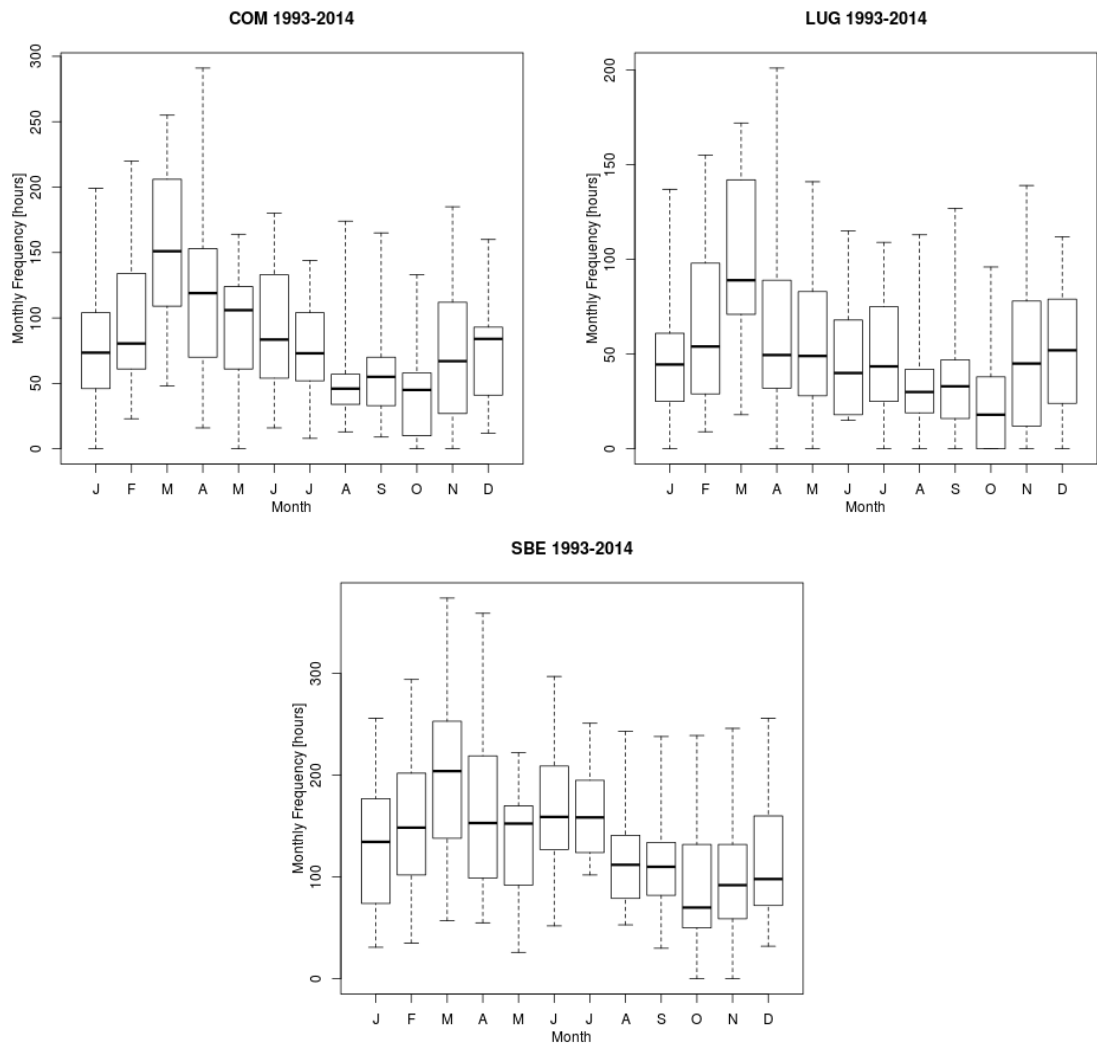 COM 1993-2014
Monthly Frequency [hours]
300
250
200
150
100
50
0
J F M A M J J A S O N D
Month
LUG 1993-2014
Monthly Frequency [hours]
200
150
100
50
0
J F M A M J J A S O N D
Month
SBE 1993-2014
Monthly Frequency [hours]
300
200
100
0
J F M A M J J A S O N D
Month